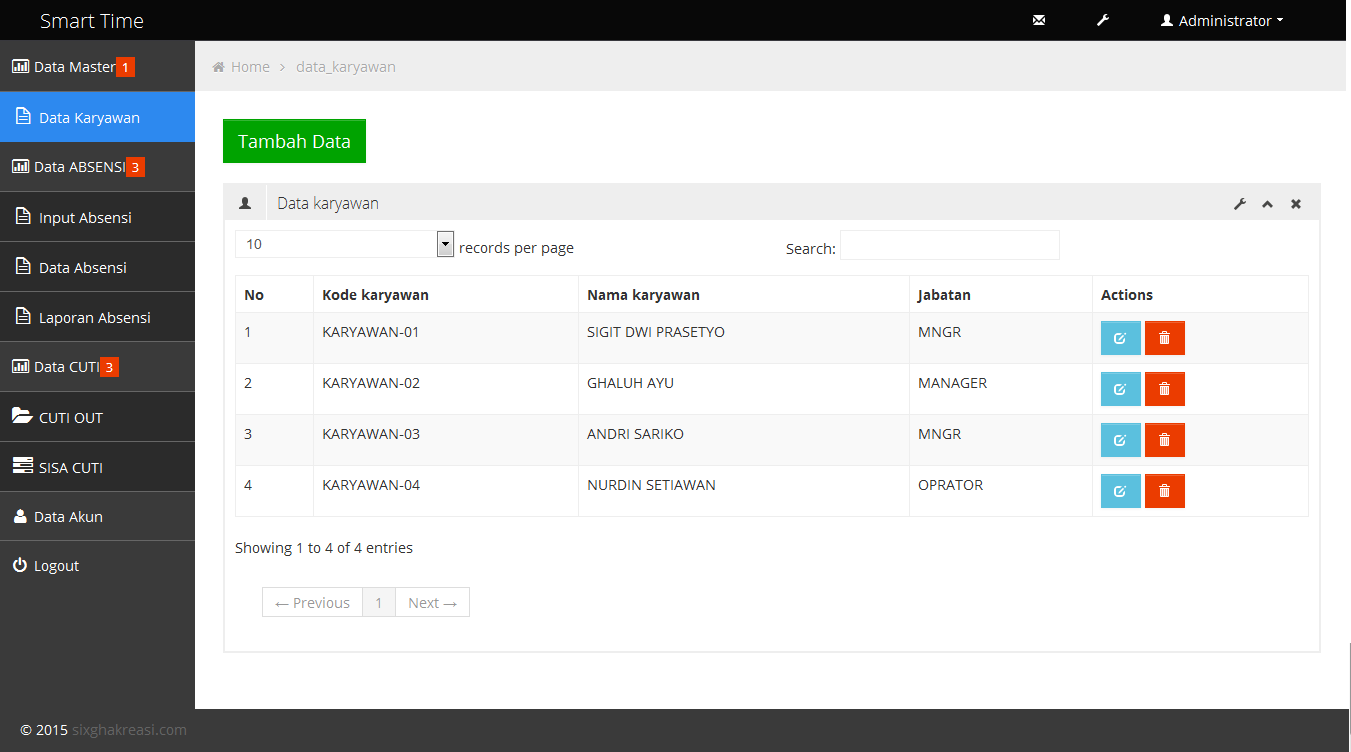 Smart Time
Administrator
Data Master 1
Data Karyawan
Data ABSENSI 3
Input Absensi
Data Absensi
Laporan Absensi
Data CUTI 3
CUTI OUT
SISA CUTI
Data Akun
Logout
Home > data_karyawan
Tambah Data
Data karyawan
10 records per page Search:
No Kode karyawan Nama karyawan Jabatan Actions
1 KARYAWAN-01 SIGIT DWI PRASETYO MNGR
2 KARYAWAN-02 GHALUH AYU MANAGER
3 KARYAWAN-03 ANDRI SARIKO MNGR
4 KARYAWAN-04 NURDIN SETIAWAN OPRATOR
Showing 1 to 4 of 4 entries
← Previous 1 Next →
© 2015 sixghakreasi.com